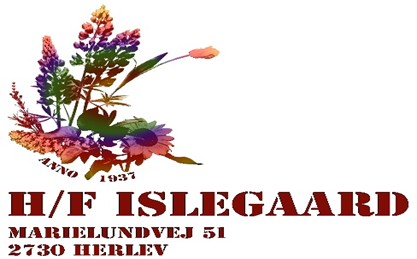 ANNO 1937
H/F ISLEGAARD
MARIELUNDVEJ 51
2730 HERLEV